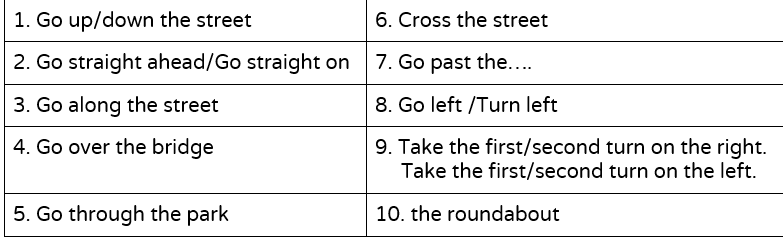 1. Go up/down the street
2. Go straight ahead/Go straight on
3. Go along the street
4. Go over the bridge
5. Go through the park
6. Cross the street
7. Go past the....
8. Go left /Turn left
9. Take the first/second turn on the right.
Take the first/second turn on the left.
10. the roundabout